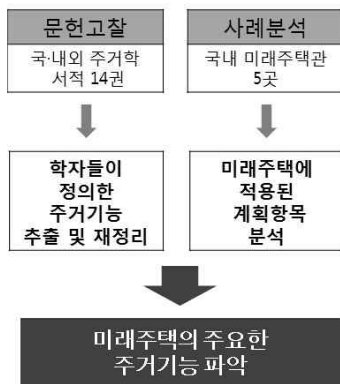 문헌고찰
국·내외 주거학
서적 14권
사례분석
국내 미래주택관
5곳
학자들이
정의한
주거기능
추출 및 재정리
미래주택에
적용된
계획항목
분석
미래주택의 주요한
주거기능 파악